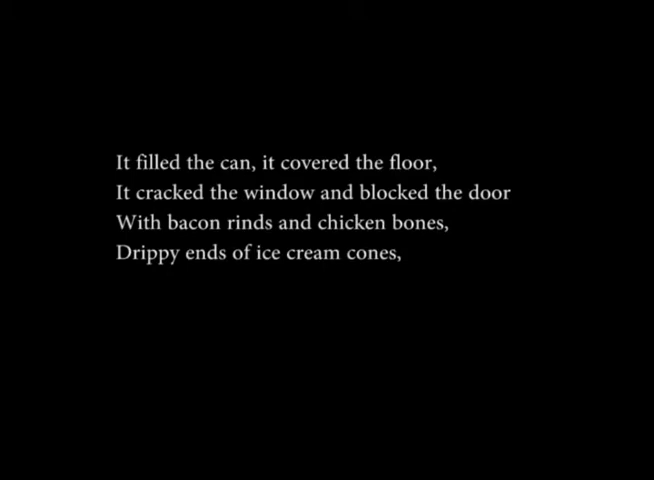 It filled the can, it covered the floor,
It cracked the window and blocked the door
With bacon rinds and chicken bones,
Drippy ends of ice cream cones,